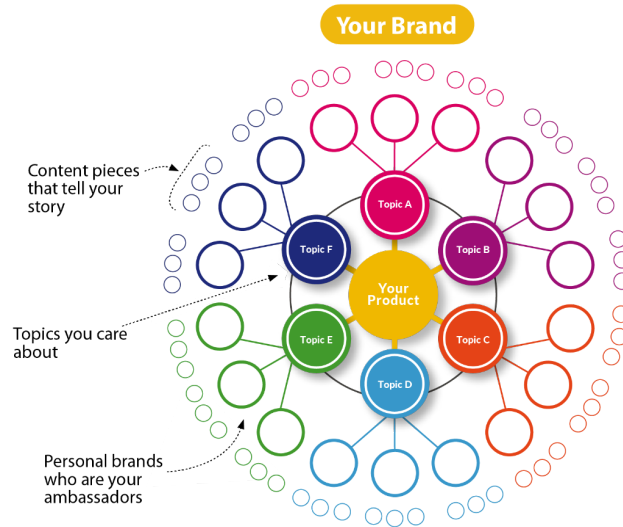 Your Brand
Content pieces
that tell your
story
Topic A
Topic F
Topic B
Your
Product
Topics you care
about
Topic E
Topic C
Topic D
Personal brands
who are your
ambassadors